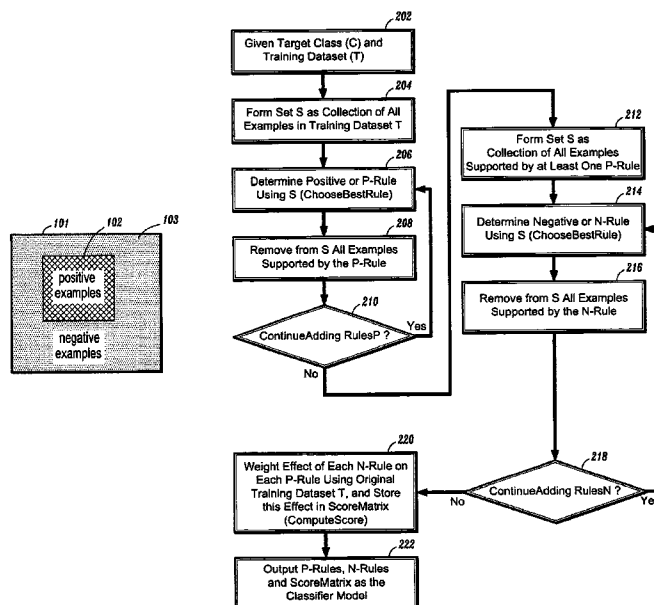 202
Given Target Class (C) and
Training Dataset (T)
204
Form Set S as Collection of All
Examples in Training Dataset T
206
Determine Positive or P-Rule
Using S (ChooseBestRule)
208
Remove from S All Examples
Supported by the P-Rule
210
ContinueAdding RulesP ?
Yes
No
101
102
103
positive
examples
negative
examples
212
Form Set S as
Collection of All Examples
Supported by at Least One P-Rule
214
Determine Negative or N-Rule
Using S (ChooseBestRule)
216
Remove from S All Examples
Supported by the N-Rule
218
ContinueAdding RulesN ?
No
220
Weight Effect of Each N-Rule on
Each P-Rule Using Original
Training Dataset T, and Store
this Effect in ScoreMatrix
(ComputeScore)
222
Output P-Rules, N-Rules
and ScoreMatrix as the
Classifier Model